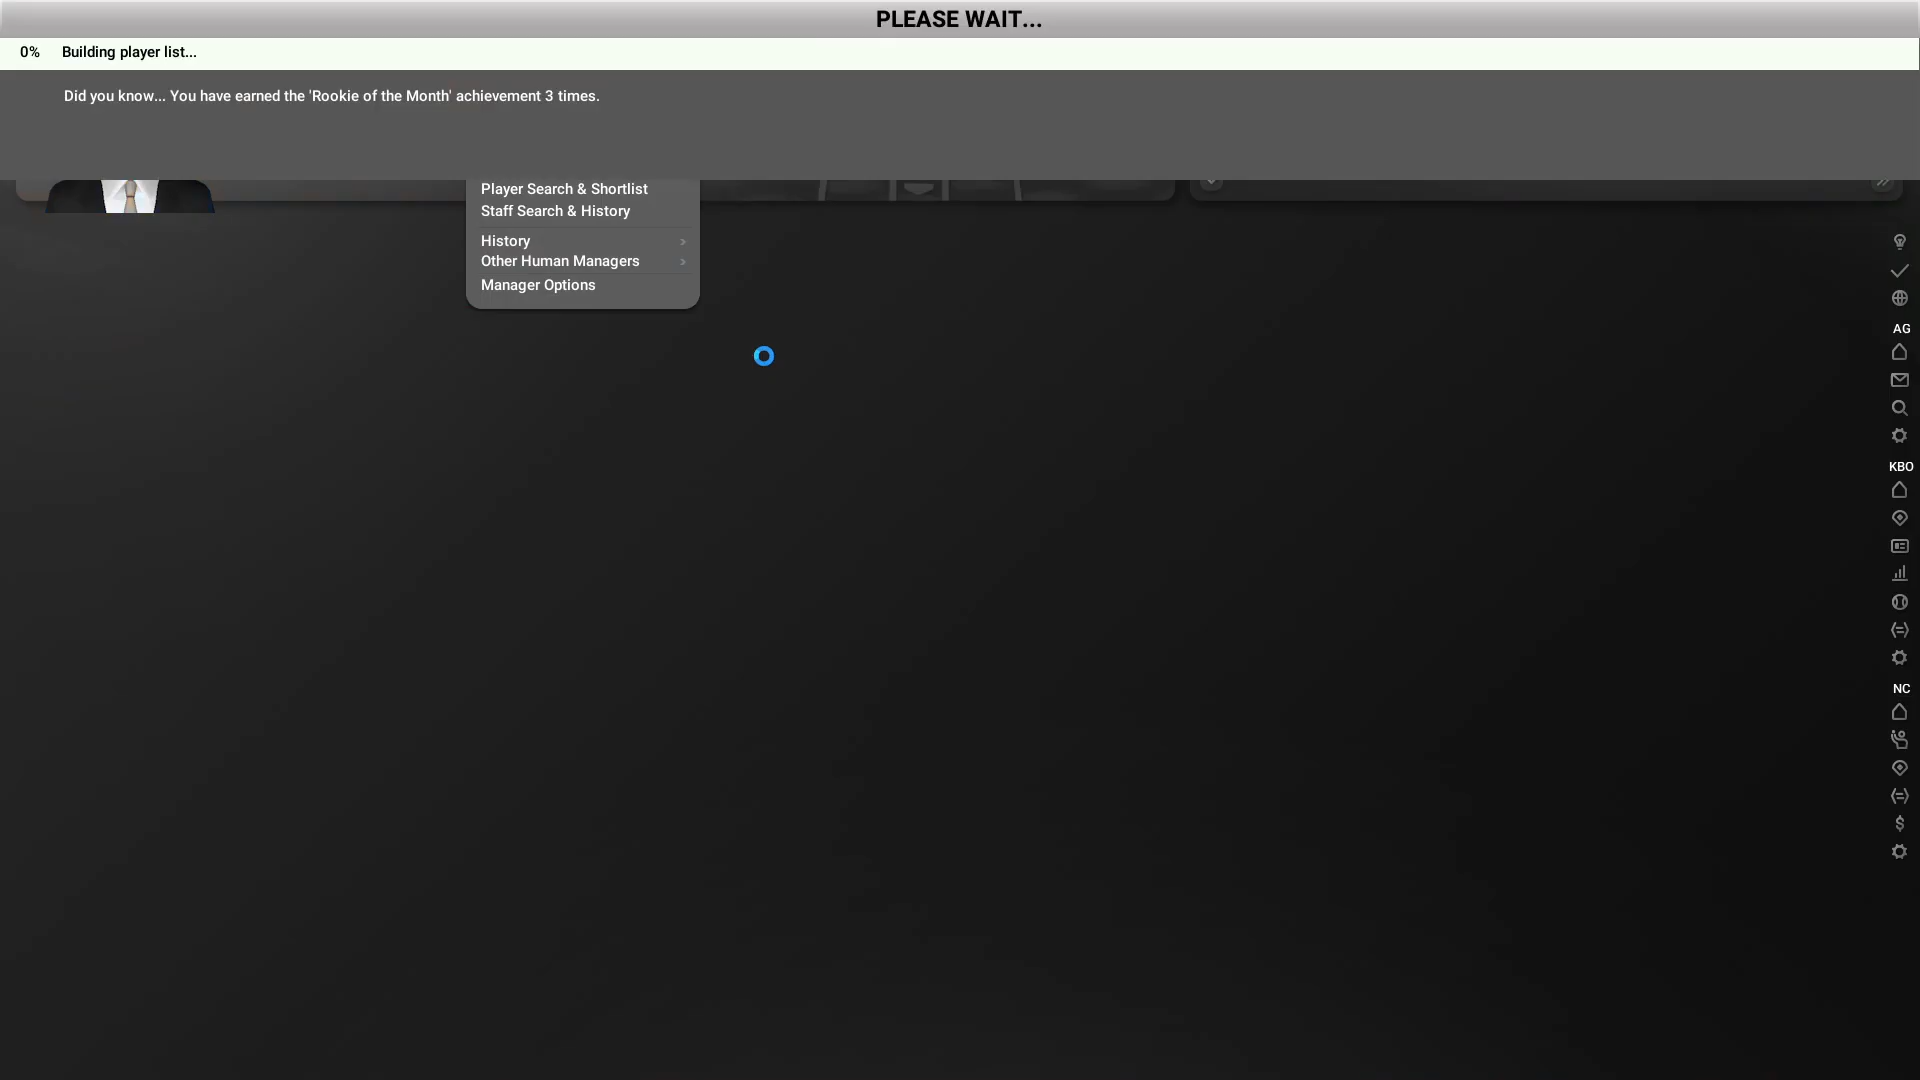 PLEASE WAIT...
0% Building player list...
Did you know... You have earned the 'Rookie of the Month' achievement 3 times.
Player Search & Shortlist
Staff Search & History
History
Other Human Managers
Manager Options
AG
KBO
NC